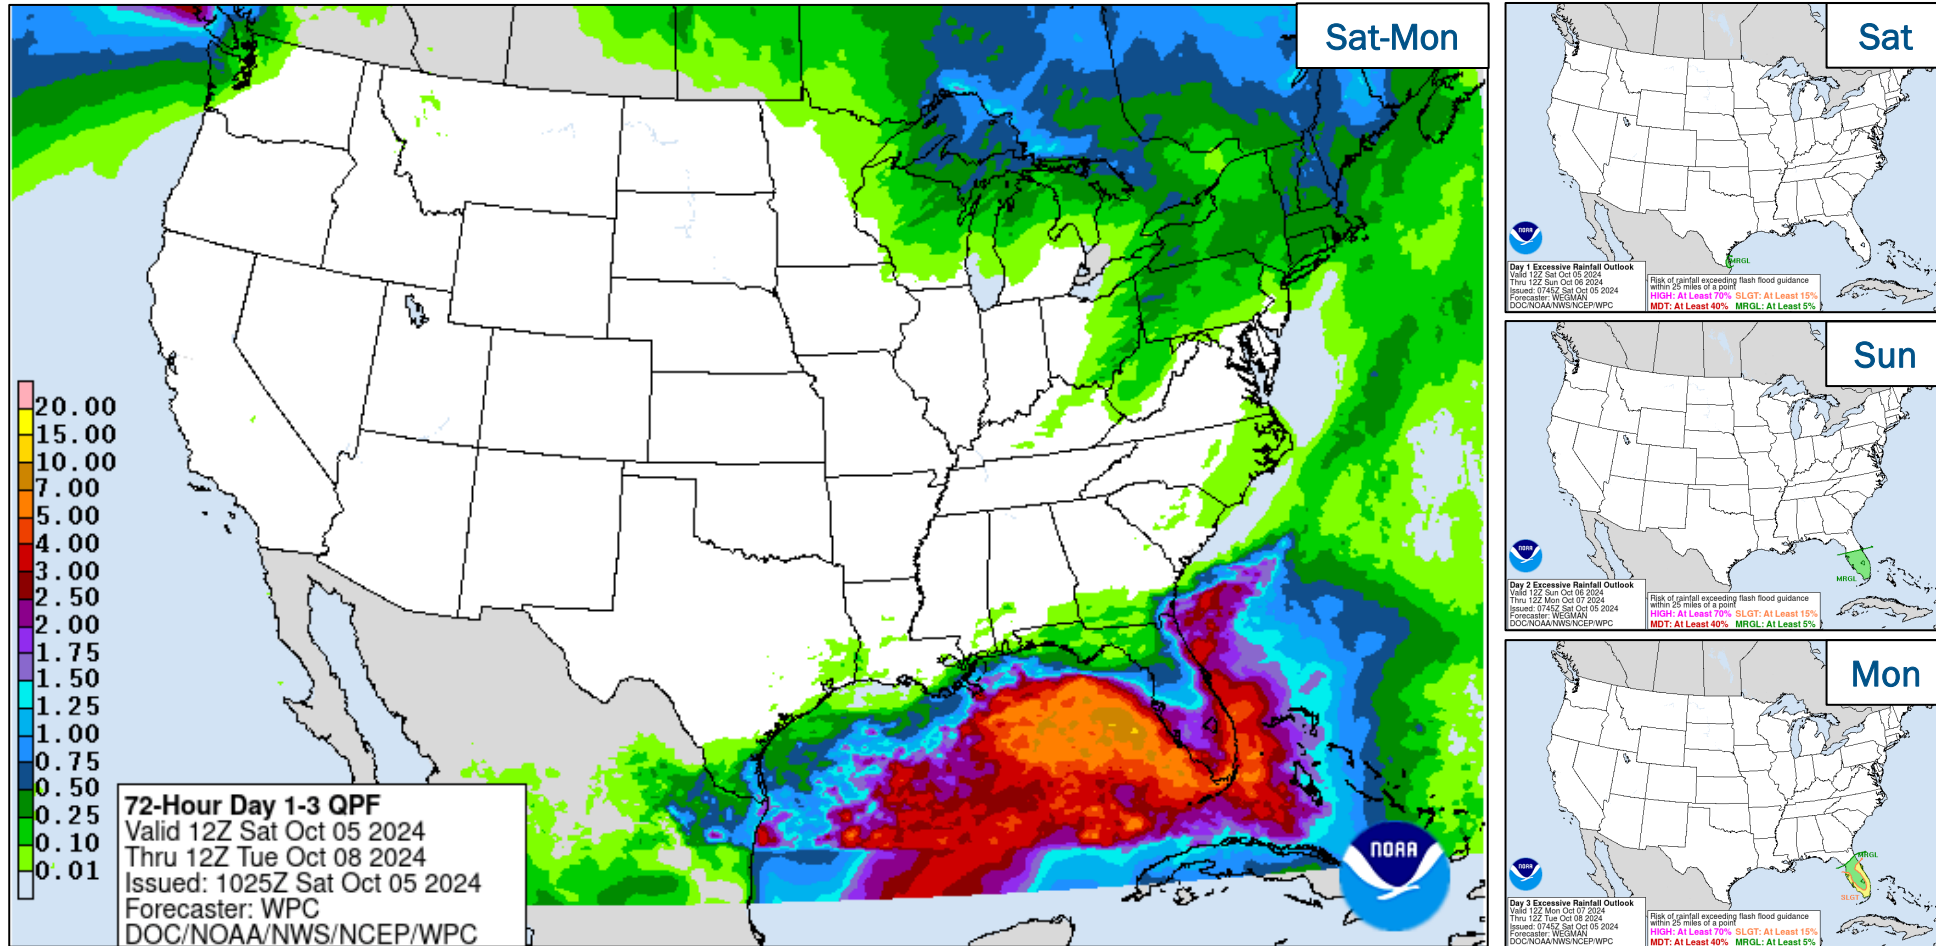 Sat-Mon
20.00
15.00
10.00
7.00
5.00
4.00
3.00
2.50
2.00
1.75
1.50
1.25
1.00
0.75
0.50
0.25
0.10
0.01
72-Hour Day 1-3 QPF
Valid 12Z Sat Oct 05 2024
Thru 12Z Tue Oct 08 2024
Issued: 1025Z Sat Oct 05 2024
Forecaster: WPC
DOC/NOAA/NWS/NCEP/WPC
NOAA
Sat
NOAA
MRGL
Day 1 Excessive Rainfall Outlook
Valid 12Z Sat Oct 05 2024
Thru 12Z Sun Oct 06 2024
Issued: 0745Z Sat Oct 05 2024
Forecaster: WEGMAN
DOC/NOAA/NWS/NCEP/WPC
Risk of rainfall exceeding flash flood guidance
within 25 miles of a point
HIGH: At Least 70% SLGT: At Least 15%
MDT: At Least 40% MRGL: At Least 5%
Sun
NOAA
MRGL
Day 2 Excessive Rainfall Outlook
Valid 12Z Sun Oct 06 2024
Thru 12Z Mon Oct 07 2024
Issued: 0745Z Sat Oct 05 2024
Forecaster: WEGMAN
DOC/NOAA/NWS/NCEP/WPC
Risk of rainfall exceeding flash flood guidance
within 25 miles of a point
HIGH: At Least 70% SLGT: At Least 15%
MDT: At Least 40% MRGL: At Least 5%
Mon
NOAA
MRGL
SLGT
Day 3 Excessive Rainfall Outlook
Valid 12Z Mon Oct 07 2024
Thru 12Z Tue Oct 08 2024
Issued: 0745Z Sat Oct 05 2024
Forecaster: WEGMAN
DOC/NOAA/NWS/NCEP/WPC
Risk of rainfall exceeding flash flood guidance
within 25 miles of a point
HIGH: At Least 70% SLGT: At Least 15%
MDT: At Least 40% MRGL: At Least 5%